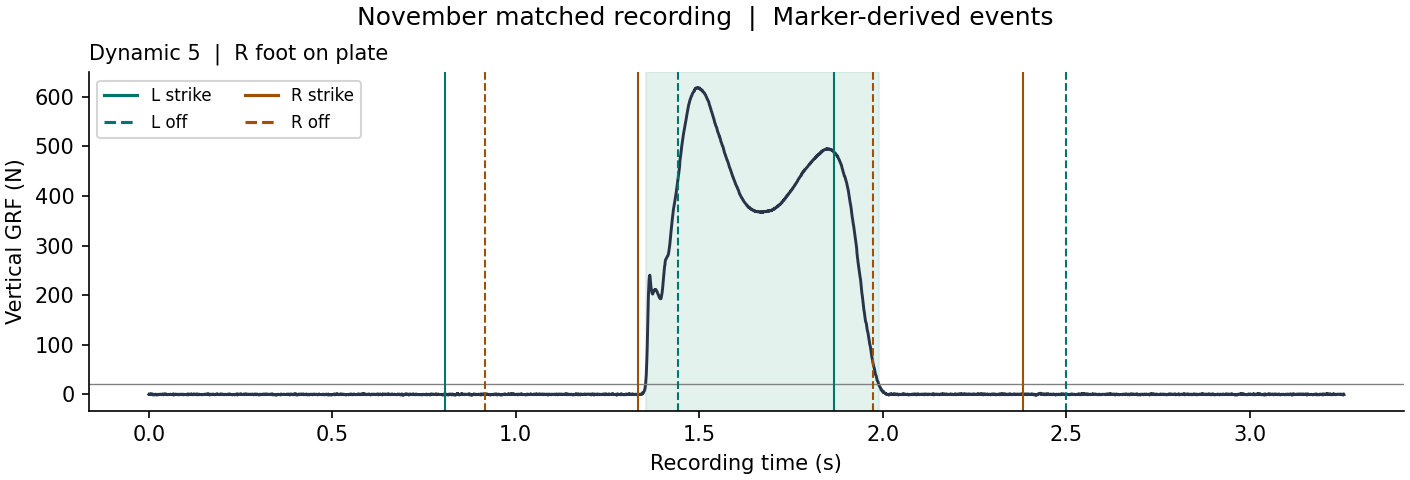 November matched recording | Marker-derived events
Dynamic 5 | R foot on plate
L strike
L off
R strike
R off
Vertical GRF (N)
600
500
400
300
200
100
0
0.0
0.5
1.0
1.5
2.0
2.5
3.0
Recording time (s)